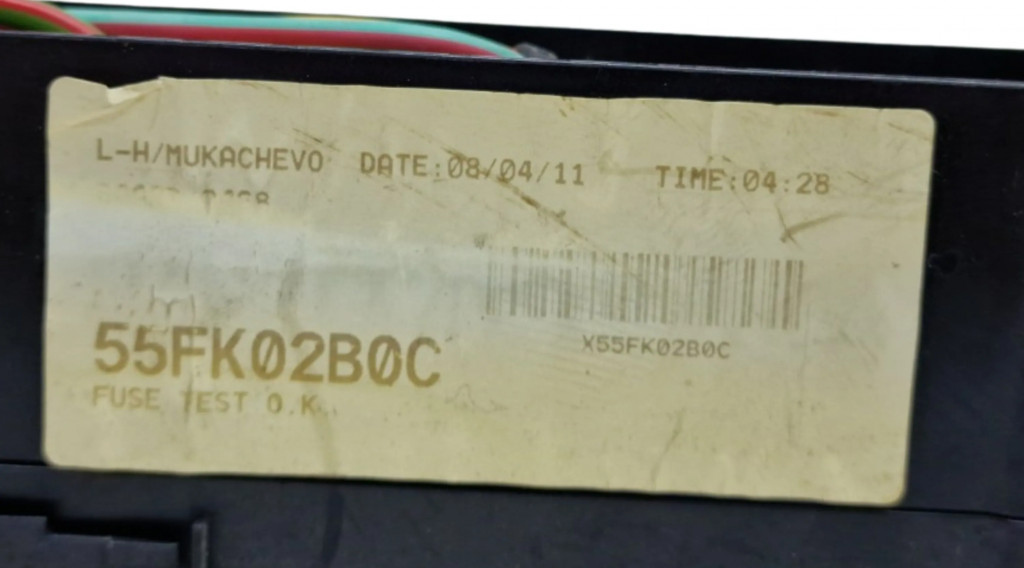 L-H/MUKACHEVO DATE:08/04/11 TIME:04:28
X55FK02B0C
55FK02B0C
FUSE TEST O.K.